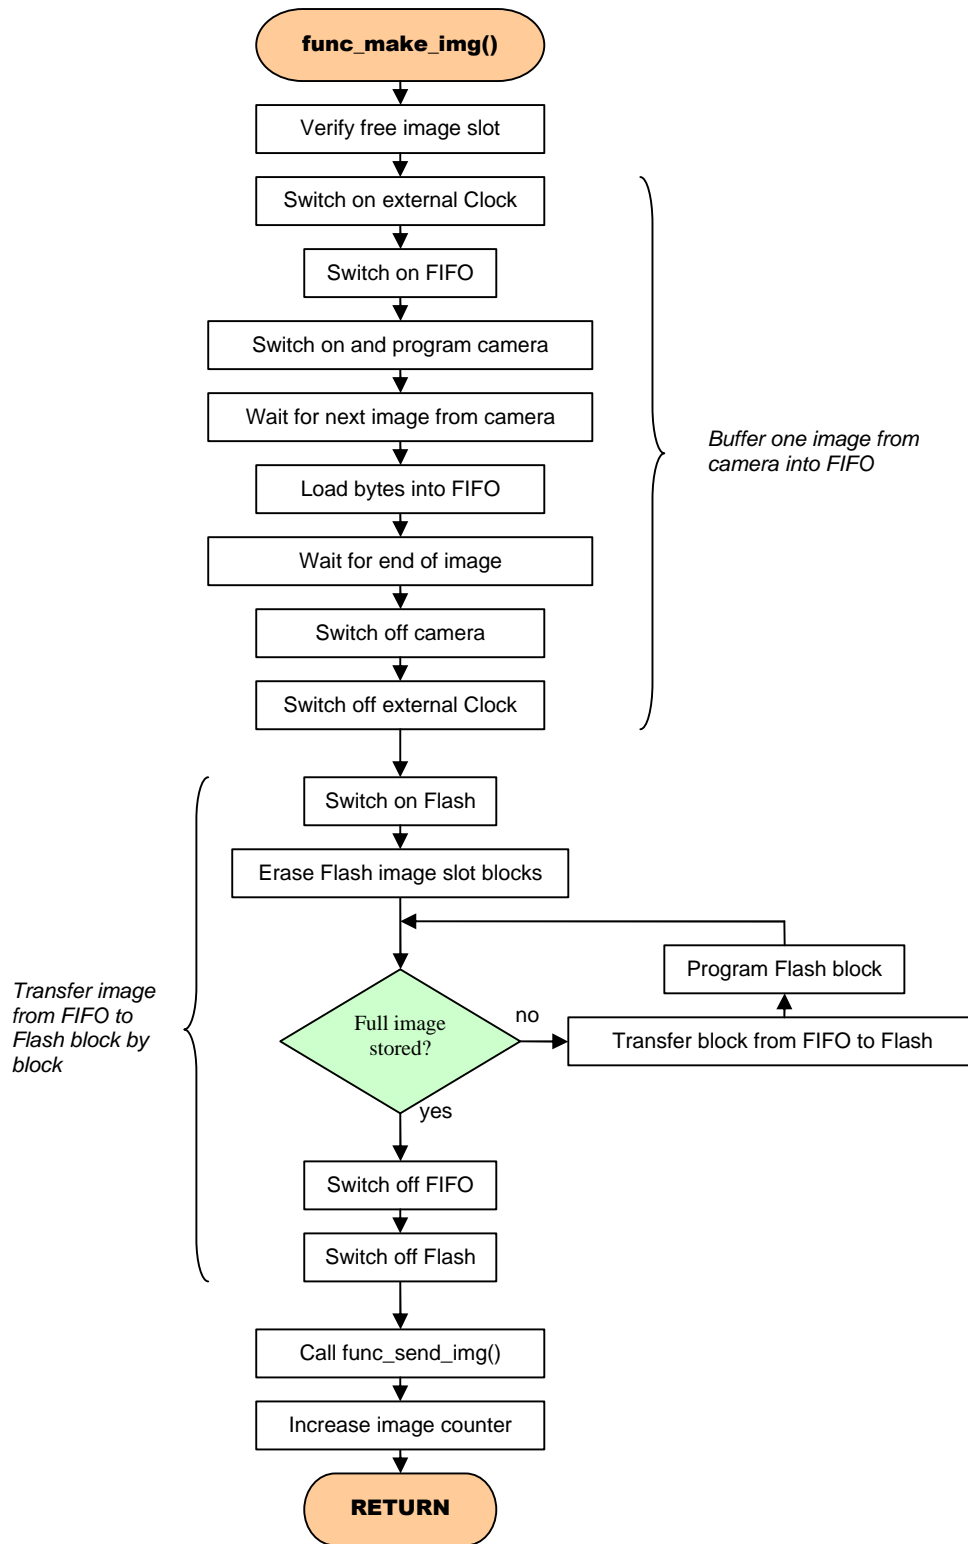 func_make_img()
Verify free image slot
Switch on external Clock
Switch on FIFO
Switch on and program camera
Wait for next image from camera
Buffer one image from
camera into FIFO
Load bytes into FIFO
Wait for end of image
Switch off camera
Switch off external Clock
Switch on Flash
Erase Flash image slot blocks
Program Flash block
Transfer image
from FIFO to
Flash block by
block
Full image
stored?
no
Transfer block from FIFO to Flash
yes
Switch off FIFO
Switch off Flash
Call func_send_img()
Increase image counter
RETURN